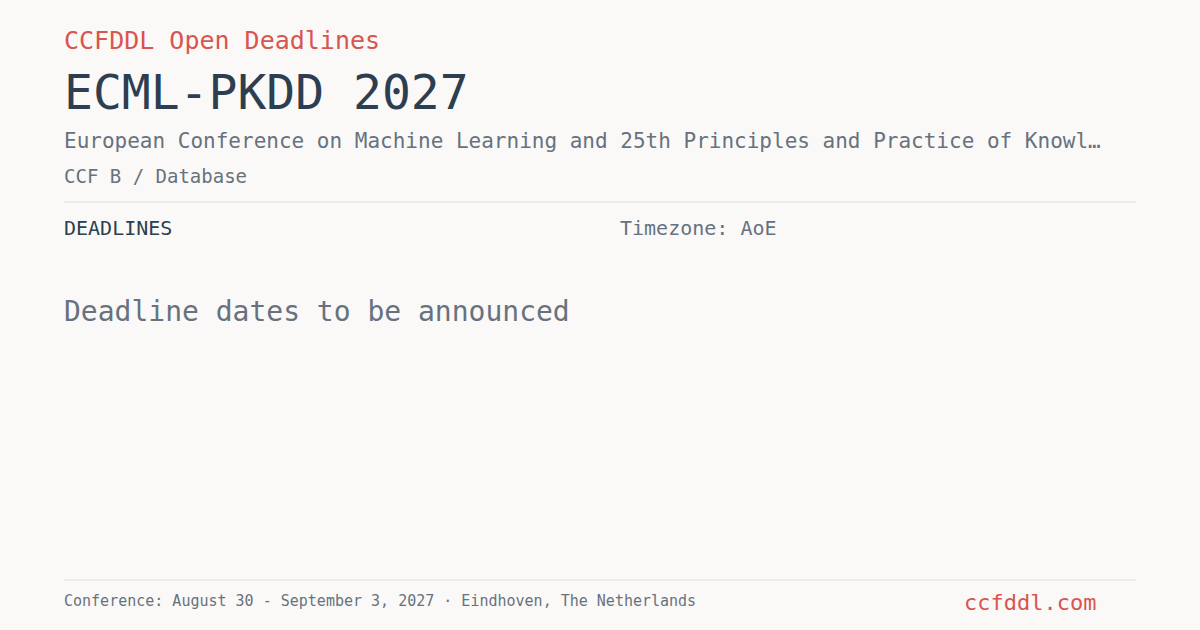 CCFDDL Open Deadlines
ECML-PKDD 2027
European Conference on Machine Learning and 25th Principles and Practice of Knowl…
CCF B / Database
DEADLINES
Timezone: AoE
Deadline dates to be announced
Conference: August 30 - September 3, 2027 · Eindhoven, The Netherlands
ccfddl.com